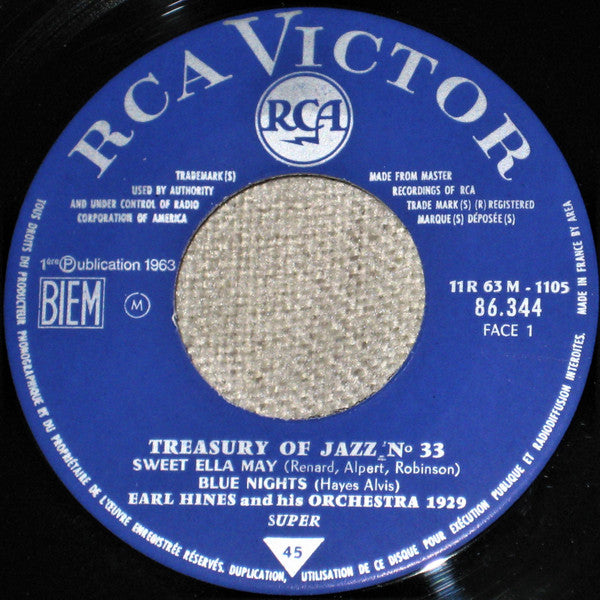 RCA VICTOR
RCA
TRADEMARK(S)
USED BY AUTHORITY
AND UNDER CONTROL OF RADIO
CORPORATION OF AMERICA
MADE FROM MASTER
RECORDINGS OF RCA
TRADE MARK(S) (R) REGISTERED
MARQUE(S) DÉPOSÉE(S)
1ère Ⓟublication 1963
BIEM
M
11 R 63 M - 1105
86.344
FACE 1
TREASURY OF JAZZ Nº 33
SWEET ELLA MAY (Renard, Alpert, Robinson)
BLUE NIGHTS (Hayes Alvis)
EARL HINES and his ORCHESTRA 1929
SUPER
45
TOUS DROITS DU PRODUCTEUR PHONOGRAPHIQUE ET DU PROPRIÉTAIRE DE L'ŒUVRE ENREGISTRÉE RÉSERVÉS. DUPLICATION, UTILISATION DE CE DISQUE POUR EXÉCUTION PUBLIQUE ET RADIODIFFUSION INTERDITES. MADE IN FRANCE BY AREA